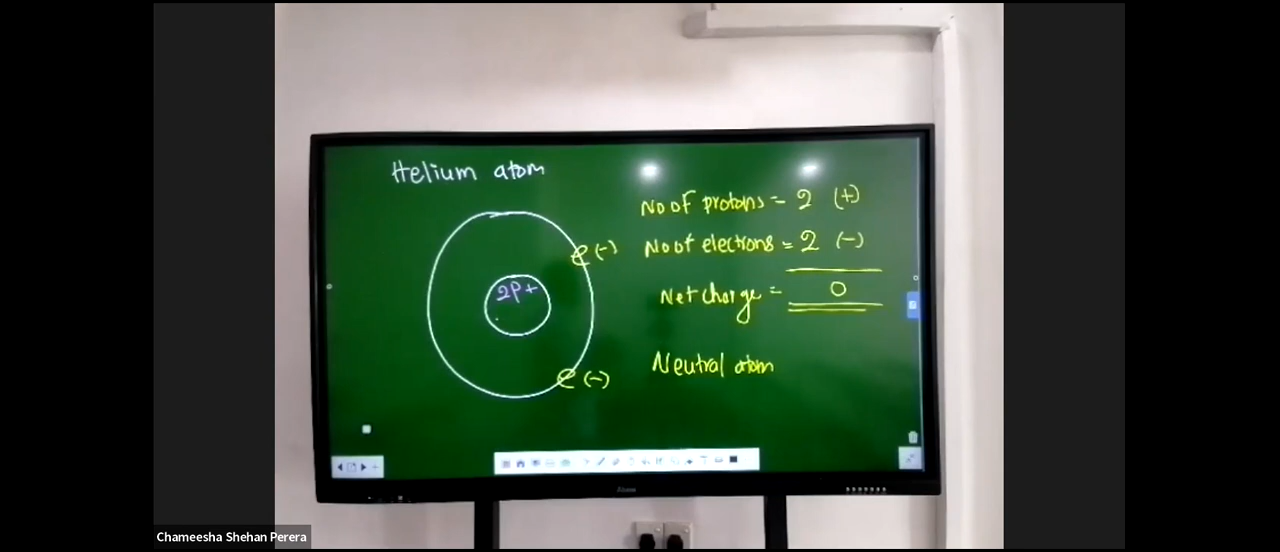 Helium atom
No of protons = 2 (+)
e (-)
No of electrons = 2 (-)
2P+
Net charge = 0
Neutral atom
e (-)
Chameesha Shehan Perera